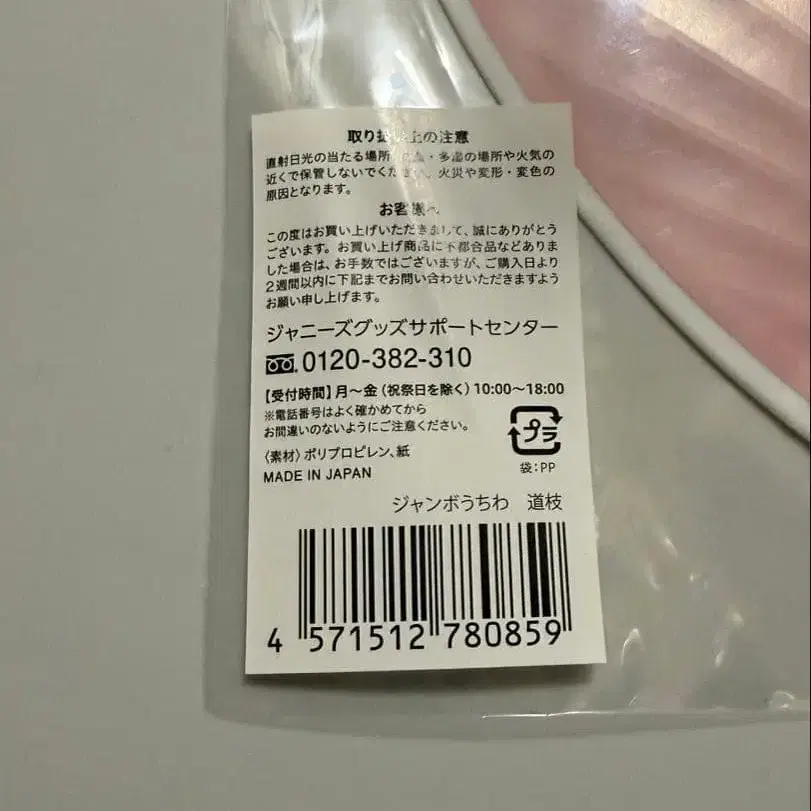 取り扱い上の注意
直射日光の当たる場所、高温・多湿の場所や火気の
近くで保管しないでください。火災や変形・変色の
原因となります。
お客様へ
この度はお買い上げいただきまして、誠にありがとう
ございます。お買い上げ商品に不都合品などありま
した場合は、お手数ではございますが、ご購入日より
2週間以内に下記までお問い合わせいただきますよう
お願い申し上げます。
ジャニーズグッズサポートセンター
0120-382-310
【受付時間】月〜金（祝祭日を除く）10:00〜18:00
※電話番号はよく確かめてから
お間違いのないようにご注意ください。
〈素材〉ポリプロピレン、紙
MADE IN JAPAN
プラ
袋:PP
ジャンボうちわ　道枝
4 571512 780859